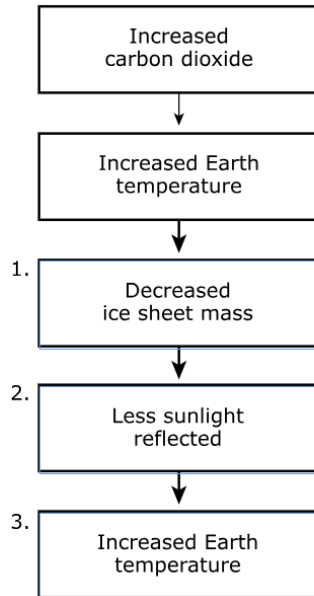 Increased
carbon dioxide
Increased Earth
temperature
1.
Decreased
ice sheet mass
2.
Less sunlight
reflected
3.
Increased Earth
temperature